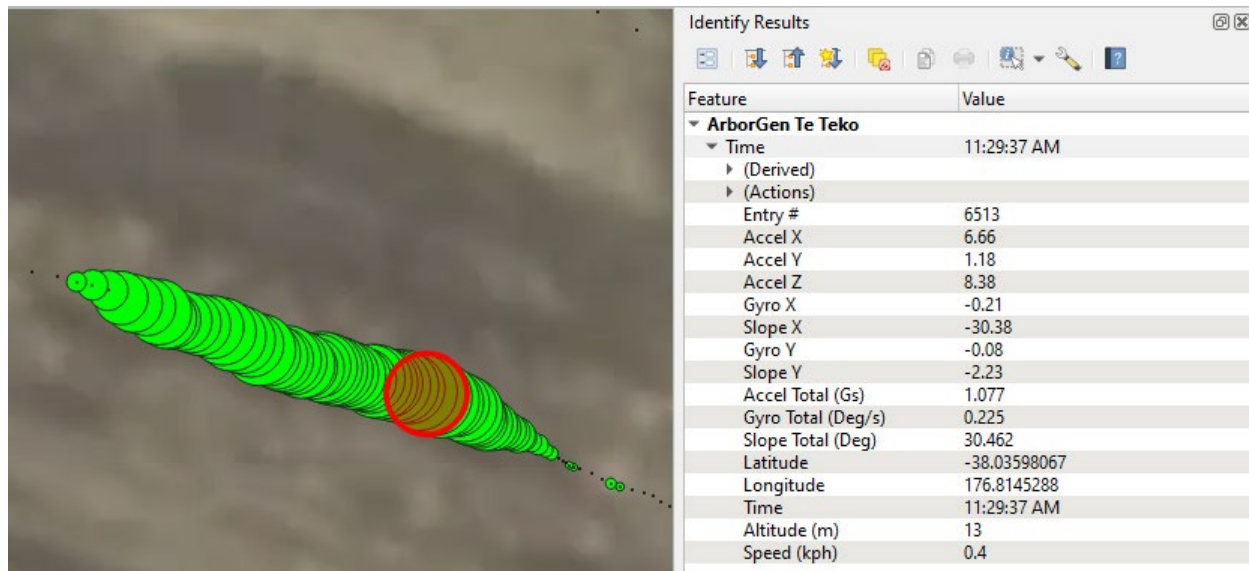 Identify Results
Feature Value
ArborGen Te Teko
Time 11:29:37 AM
(Derived)
(Actions)
Entry # 6513
Accel X 6.66
Accel Y 1.18
Accel Z 8.38
Gyro X -0.21
Slope X -30.38
Gyro Y -0.08
Slope Y -2.23
Accel Total (Gs) 1.077
Gyro Total (Deg/s) 0.225
Slope Total (Deg) 30.462
Latitude -38.03598067
Longitude 176.8145288
Time 11:29:37 AM
Altitude (m) 13
Speed (kph) 0.4